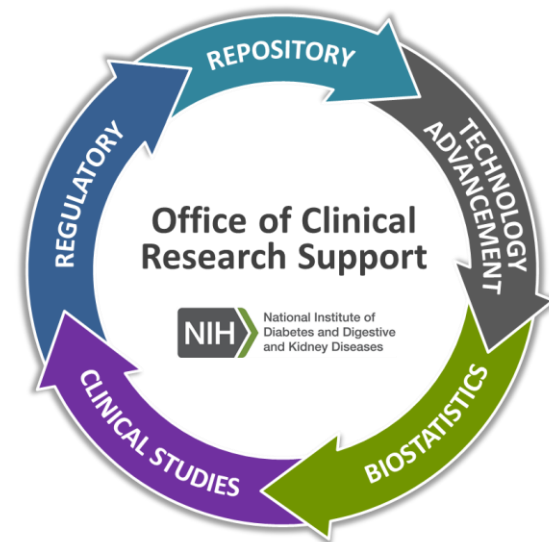 REPOSITORY
TECHNOLOGY
ADVANCEMENT
BIOSTATISTICS
CLINICAL STUDIES
REGULATORY
Office of Clinical
Research Support
NIH
National Institute of
Diabetes and Digestive
and Kidney Diseases